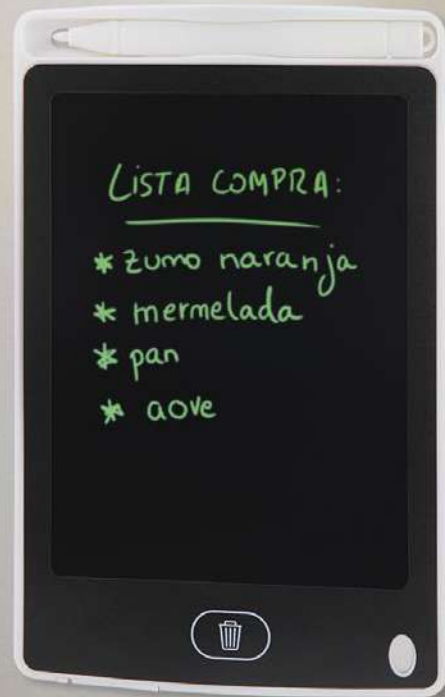 LISTA COMPRA:
* zumo naranja
* mermelada
* pan
* aove